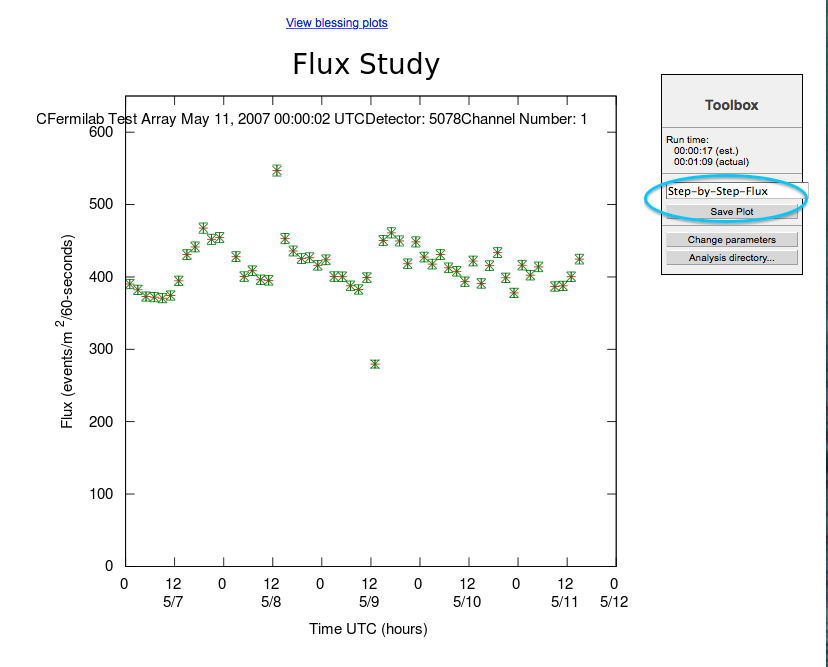 View blessing plots
Flux Study
CFermilab Test Array May 11, 2007 00:00:02 UTCDetector: 5078Channel Number: 1
600
500
400
300
200
100
0
Flux (events/m 2/60-seconds)
0 12 0 12 0 12 0 12 0 12 0
5/7 5/8 5/9 5/10 5/11 5/12
Time UTC (hours)
Toolbox
Run time:
00:00:17 (est.)
00:01:09 (actual)
Step-by-Step-Flux
Save Plot
Change parameters
Analysis directory...